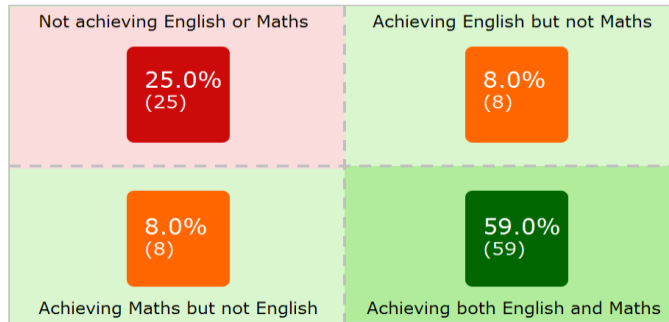 Not achieving English or Maths
Achieving English but not Maths
25.0%
(25)
8.0%
(8)
8.0%
(8)
59.0%
(59)
Achieving Maths but not English
Achieving both English and Maths